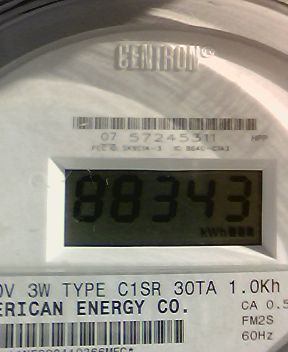 CENTRON®
07 57245311 HPP
88343
kWh
0V 3W TYPE C1SR 30TA 1.0Kh
ERICAN ENERGY CO.
CA 0.5
FM2S
60Hz